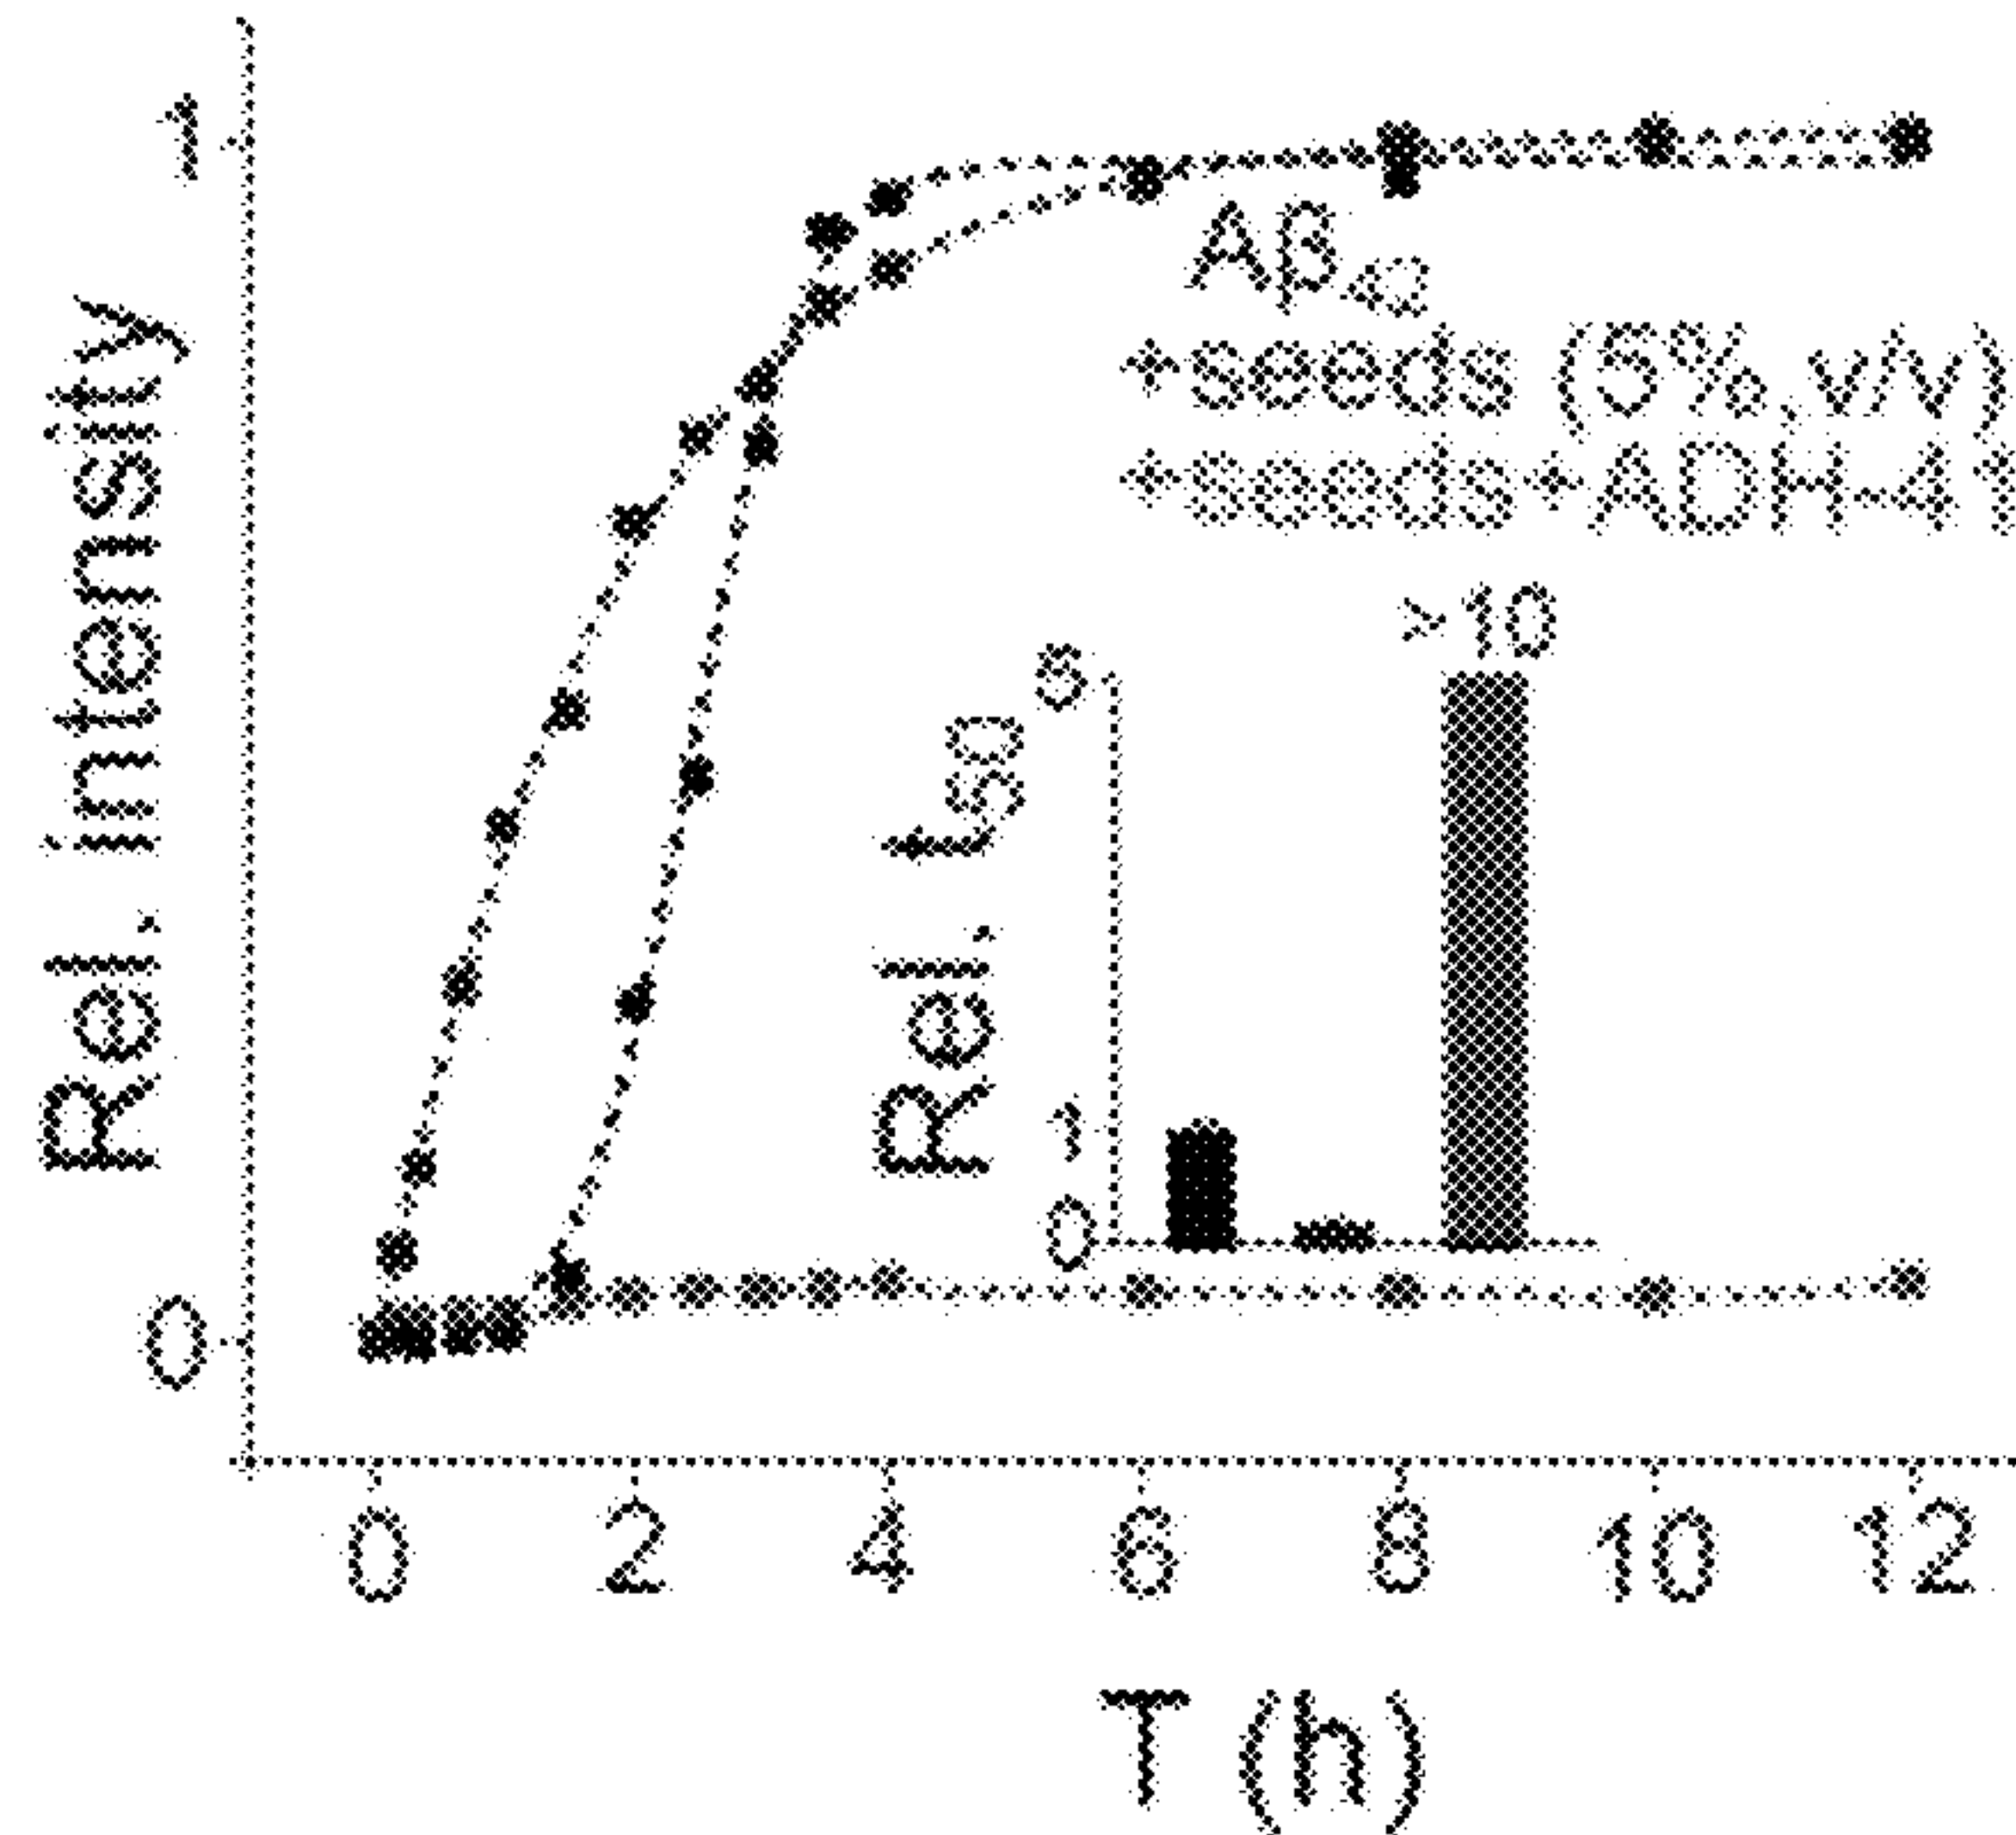 Rel. intensity
1
0
Aβ42
+seeds (5%, v/v)
+seeds+ADH-41
>10
Rel. t50
5
1
0
0 2 4 6 8 10 12
T (h)